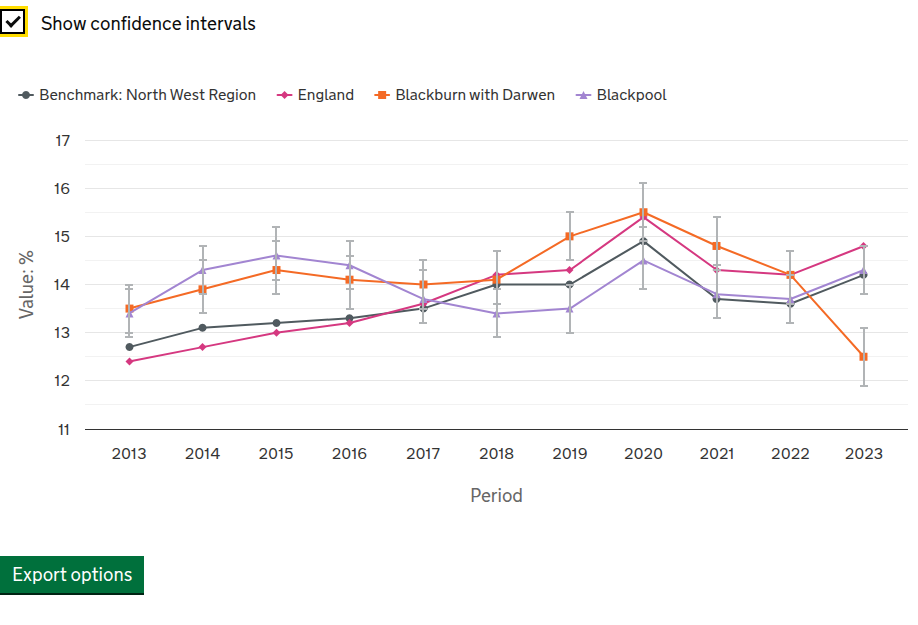 Show confidence intervals
Benchmark: North West Region England Blackburn with Darwen Blackpool
17
16
15
14
13
12
11
Value: %
2013 2014 2015 2016 2017 2018 2019 2020 2021 2022 2023
Period
Export options